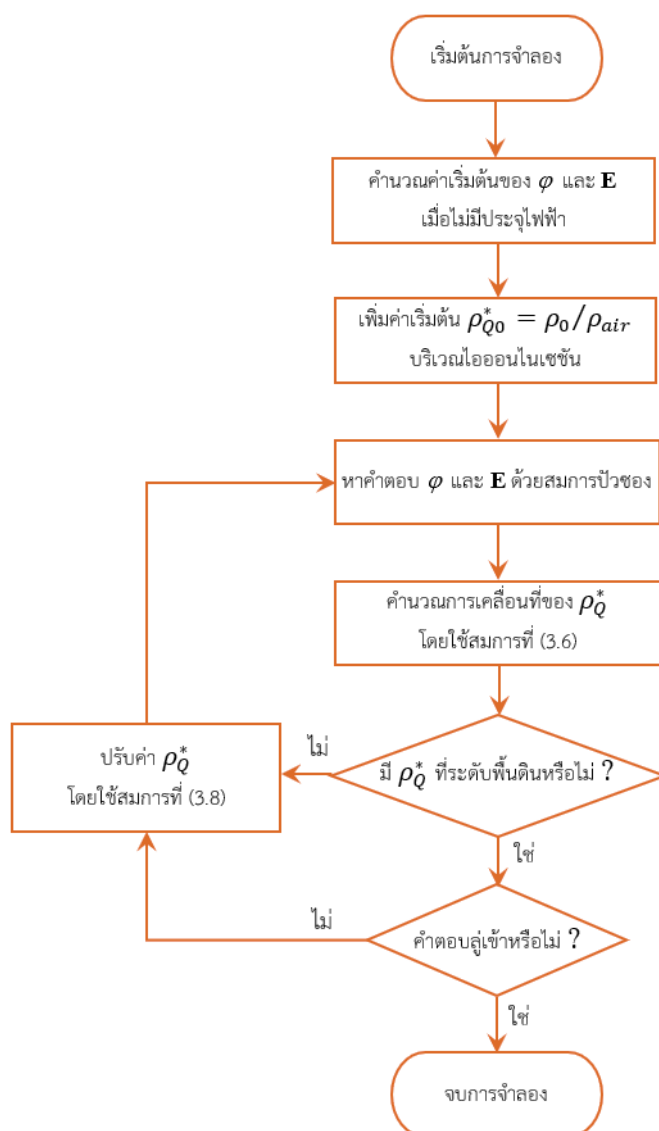 เริ่มต้นการจำลอง
คำนวณค่าเริ่มต้นของ φ และ E
เมื่อไม่มีประจุไฟฟ้า
เพิ่มค่าเริ่มต้น ρ*Q0 = ρ0/ρair
บริเวณไอออนไนเซชัน
หาคำตอบ φ และ E ด้วยสมการปัวซอง
คำนวณการเคลื่อนที่ของ ρ*Q
โดยใช้สมการที่ (3.6)
มี ρ*Q ที่ระดับพื้นดินหรือไม่ ?
ไม่
ปรับค่า ρ*Q
โดยใช้สมการที่ (3.8)
ใช่
คำตอบลู่เข้าหรือไม่ ?
ไม่
ใช่
จบการจำลอง